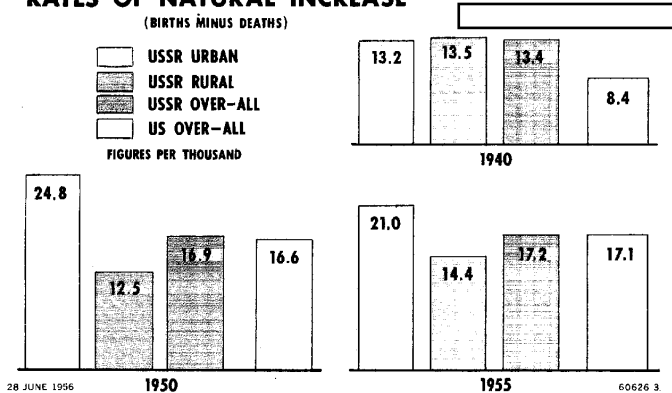 RATES OF NATURAL INCREASE
(BIRTHS MINUS DEATHS)
USSR URBAN
USSR RURAL
USSR OVER-ALL
US OVER-ALL
FIGURES PER THOUSAND
13.2 13.5 13.4 8.4
1940
24.8 12.5 16.9 16.6
1950
21.0 14.4 17.2 17.1
1955
28 JUNE 1956
60626 3